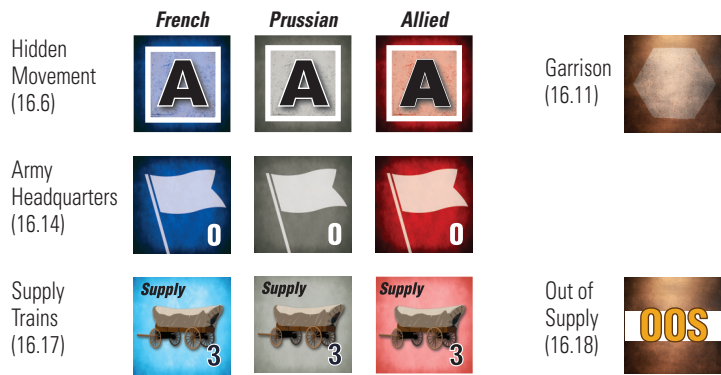 French Prussian Allied
Hidden
Movement
(16.6)
A A A
Garrison
(16.11)
Army
Headquarters
(16.14)
0 0 0
Supply
Trains
(16.17)
Supply Supply Supply
3 3 3
Out of
Supply
(16.18)
OOS